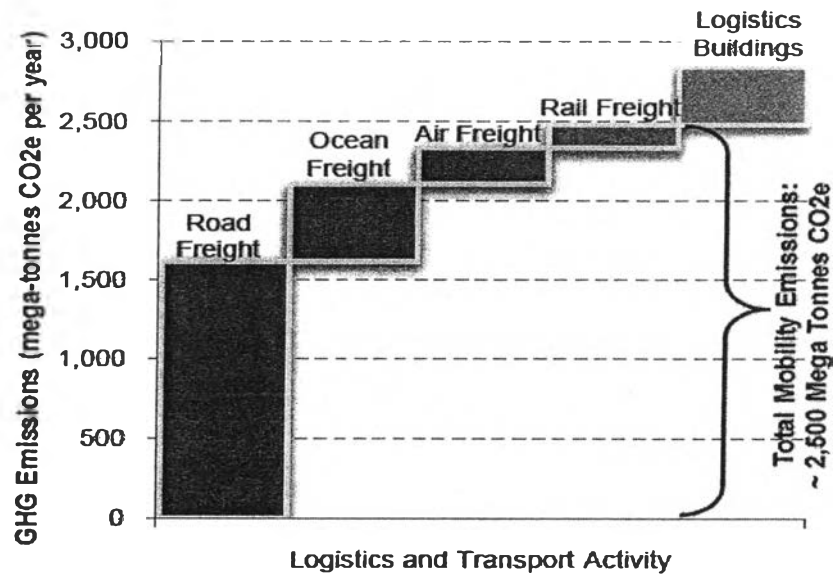 Logistics
Buildings
3,000
2,500
2,000
1,500
1,000
500
0
GHG Emissions (mega-tonnes CO2e per year)
Road
Freight
Ocean
Freight
Air Freight
Rail Freight
Total Mobility Emissions:
~ 2,500 Mega Tonnes CO2e
Logistics and Transport Activity